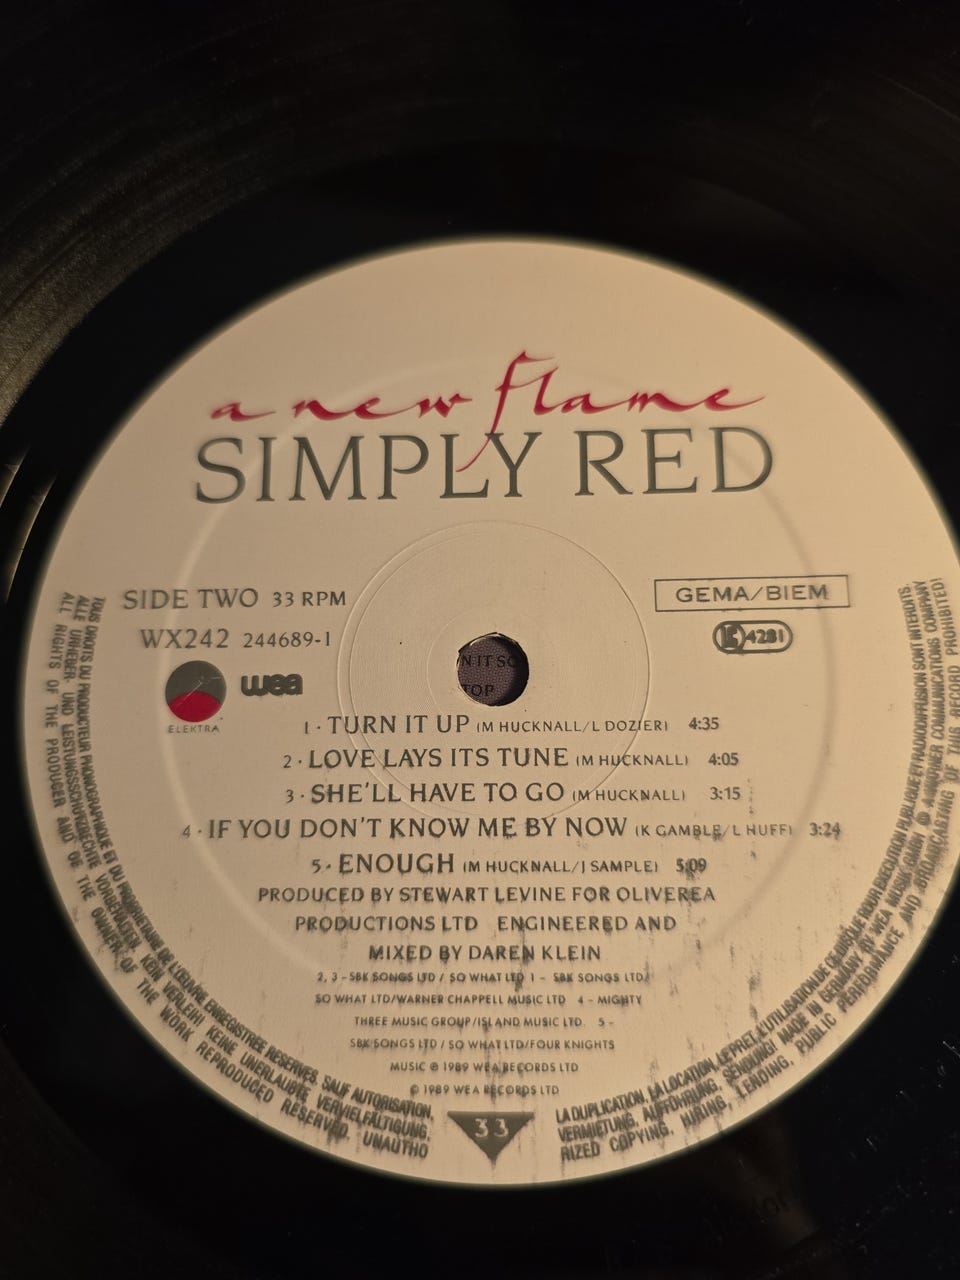 a new flame
SIMPLY RED
SIDE TWO 33 RPM
WX242 244689-1
GEMA/BIEM
LC 4281
ELEKTRA
wea
N IT SO
TOP
1 · TURN IT UP (M HUCKNALL/L DOZIER) 4:35
2 · LOVE LAYS ITS TUNE (M HUCKNALL) 4:05
3 · SHE'LL HAVE TO GO (M HUCKNALL) 3:15
4 · IF YOU DON'T KNOW ME BY NOW (K GAMBLE/L HUFF) 3:24
5 · ENOUGH (M HUCKNALL/J SAMPLE) 5:09
PRODUCED BY STEWART LEVINE FOR OLIVEREA
PRODUCTIONS LTD ENGINEERED AND
MIXED BY DAREN KLEIN
2, 3 - SBK SONGS LTD / SO WHAT LTD 1 - SBK SONGS LTD/
SO WHAT LTD/WARNER CHAPPELL MUSIC LTD 4 - MIGHTY
THREE MUSIC GROUP/ISLAND MUSIC LTD. 5 -
SBK SONGS LTD / SO WHAT LTD/FOUR KNIGHTS
MUSIC ℗ 1989 WEA RECORDS LTD
© 1989 WEA RECORDS LTD
33
TOUS DROITS DU PRODUCTEUR PHONOGRAPHIQUE ET DU PROPRIETAIRE DE L'ŒUVRE ENREGISTREE RESERVES. SAUF AUTORISATION,
LA DUPLICATION, LA LOCATION, LE PRET, L'UTILISATION DE CE DISQUE POUR EXECUTION PUBLIQUE ET RADIODIFFUSION SONT INTERDITS.
ALLE URHEBER- UND LEISTUNGSSCHUTZRECHTE VORBEHALTEN. KEIN VERLEIH! KEINE UNERLAUBTE VERVIELFÄLTIGUNG,
VERMIETUNG, AUFFÜHRUNG, SENDUNG! MADE IN GERMANY BY WEA MUSIK GMBH A WARNER COMMUNICATIONS COMPANY
ALL RIGHTS OF THE PRODUCER AND OF THE OWNER OF THE WORK REPRODUCED RESERVED. UNAUTHO
RIZED COPYING, HIRING, LENDING, PUBLIC PERFORMANCE AND BROADCASTING OF THIS RECORD PROHIBITED!